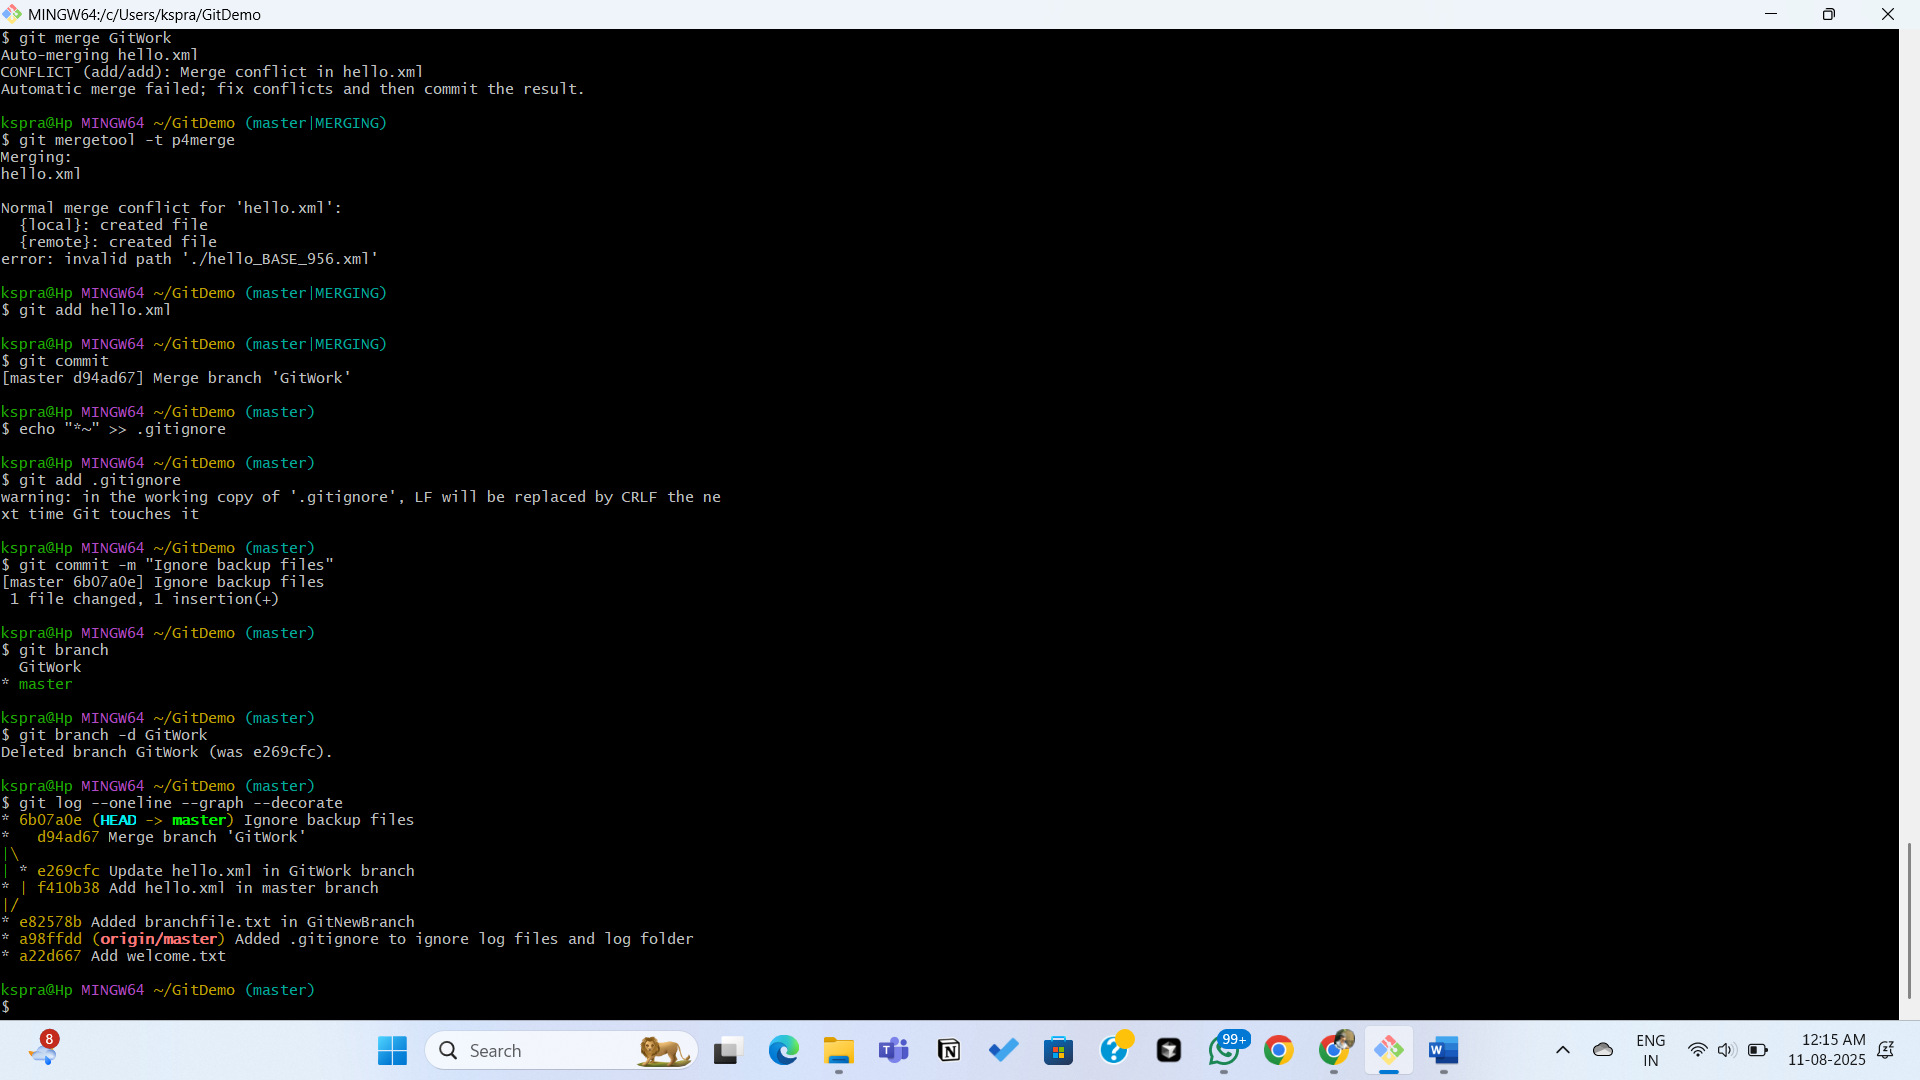 MINGW64:/c/Users/kspra/GitDemo
$ git merge GitWork
Auto-merging hello.xml
CONFLICT (add/add): Merge conflict in hello.xml
Automatic merge failed; fix conflicts and then commit the result.
kspra@Hp MINGW64 ~/GitDemo (master|MERGING)
$ git mergetool -t p4merge
Merging:
hello.xml
Normal merge conflict for 'hello.xml':
  {local}: created file
  {remote}: created file
error: invalid path './hello_BASE_956.xml'
kspra@Hp MINGW64 ~/GitDemo (master|MERGING)
$ git add hello.xml
kspra@Hp MINGW64 ~/GitDemo (master|MERGING)
$ git commit
[master d94ad67] Merge branch 'GitWork'
kspra@Hp MINGW64 ~/GitDemo (master)
$ echo "*~" >> .gitignore
kspra@Hp MINGW64 ~/GitDemo (master)
$ git add .gitignore
warning: in the working copy of '.gitignore', LF will be replaced by CRLF the ne
xt time Git touches it
kspra@Hp MINGW64 ~/GitDemo (master)
$ git commit -m "Ignore backup files"
[master 6b07a0e] Ignore backup files
 1 file changed, 1 insertion(+)
kspra@Hp MINGW64 ~/GitDemo (master)
$ git branch
  GitWork
* master
kspra@Hp MINGW64 ~/GitDemo (master)
$ git branch -d GitWork
Deleted branch GitWork (was e269cfc).
kspra@Hp MINGW64 ~/GitDemo (master)
$ git log --oneline --graph --decorate
* 6b07a0e (HEAD -> master) Ignore backup files
*   d94ad67 Merge branch 'GitWork'
|\
| * e269cfc Update hello.xml in GitWork branch
* | f410b38 Add hello.xml in master branch
|/
* e82578b Added branchfile.txt in GitNewBranch
* a98ffdd (origin/master) Added .gitignore to ignore log files and log folder
* a22d667 Add welcome.txt
kspra@Hp MINGW64 ~/GitDemo (master)
$
8
Search
99+
ENG
IN
12:15 AM
11-08-2025